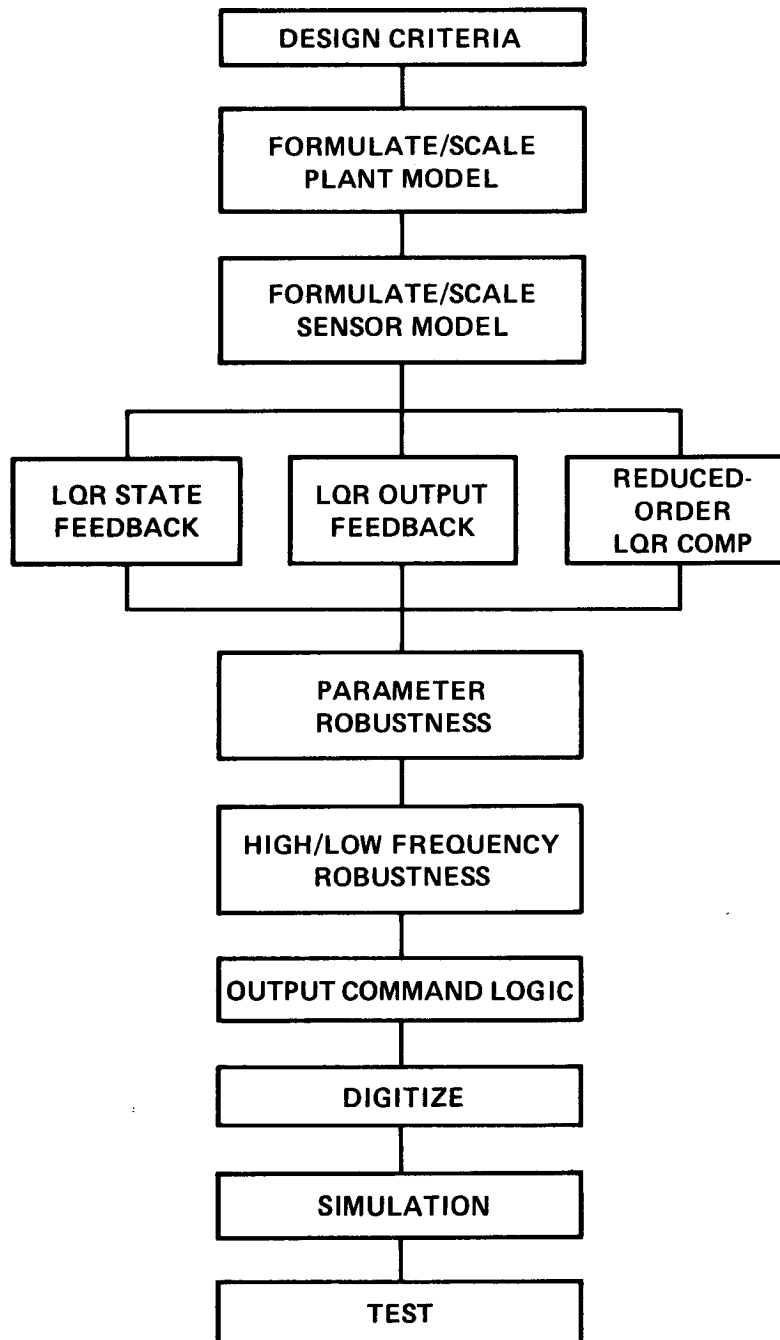 DESIGN CRITERIA
FORMULATE/SCALE
PLANT MODEL
FORMULATE/SCALE
SENSOR MODEL
LQR STATE
FEEDBACK
LQR OUTPUT
FEEDBACK
REDUCED-
ORDER
LQR COMP
PARAMETER
ROBUSTNESS
HIGH/LOW FREQUENCY
ROBUSTNESS
OUTPUT COMMAND LOGIC
DIGITIZE
SIMULATION
TEST